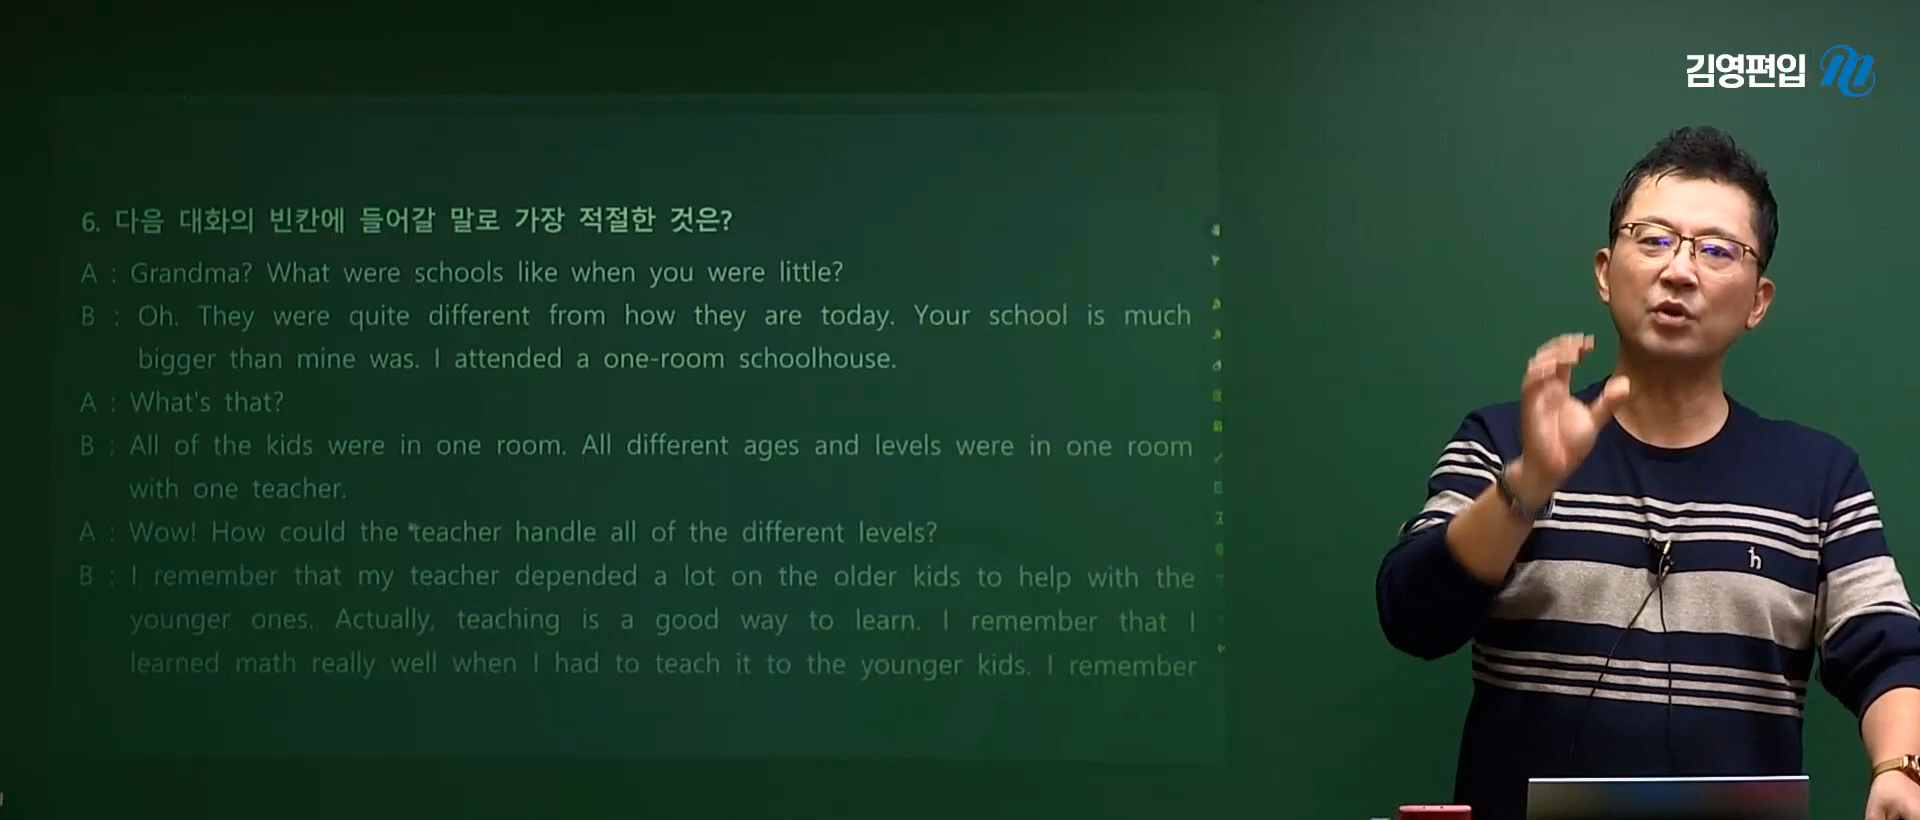 김영편입
6. 다음 대화의 빈칸에 들어갈 말로 가장 적절한 것은?
A : Grandma? What were schools like when you were little?
B : Oh. They were quite different from how they are today. Your school is much
bigger than mine was. I attended a one-room schoolhouse.
A : What's that?
B : All of the kids were in one room. All different ages and levels were in one room
with one teacher.
A : Wow! How could the teacher handle all of the different levels?
B : I remember that my teacher depended a lot on the older kids to help with the
younger ones. Actually, teaching is a good way to learn. I remember that I
learned math really well when I had to teach it to the younger kids. I remember
h